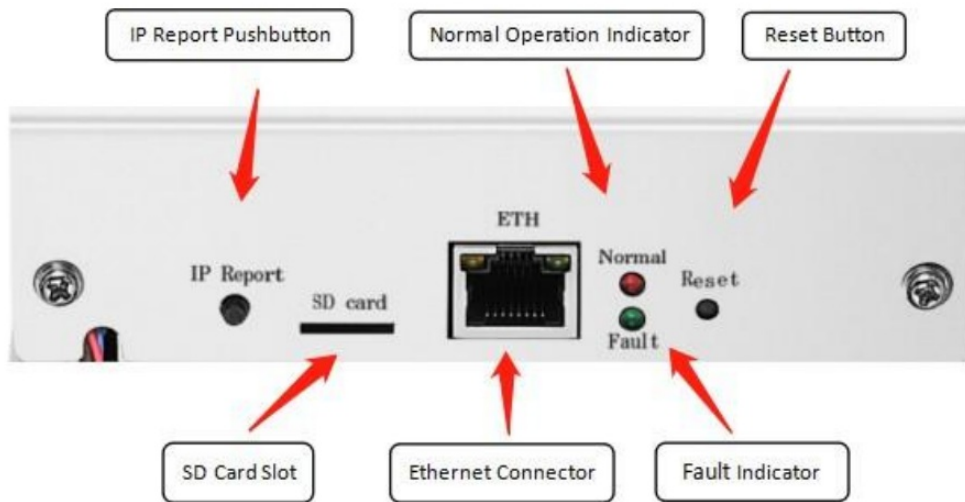 IP Report Pushbutton
Normal Operation Indicator
Reset Button
ETH
Normal
IP Report
Reset
SD card
Fault
SD Card Slot
Ethernet Connector
Fault Indicator